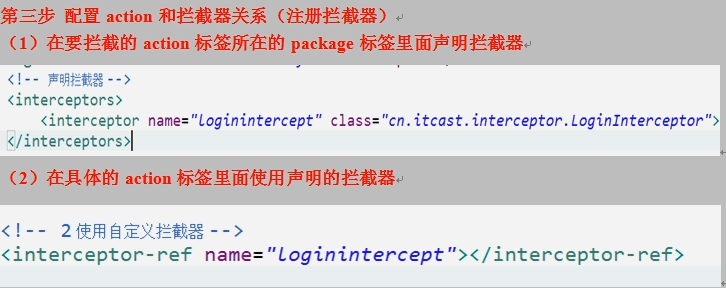 第三步 配置 action 和拦截器关系（注册拦截器）
（1）在要拦截的 action 标签所在的 package 标签里面声明拦截器
<!-- 声明拦截器 -->
<interceptors>
<interceptor name="loginintercept" class="cn.itcast.interceptor.LoginInterceptor">
</interceptors>
（2）在具体的 action 标签里面使用声明的拦截器
<!-- 2 使用自定义拦截器 -->
<interceptor-ref name="loginintercept"></interceptor-ref>